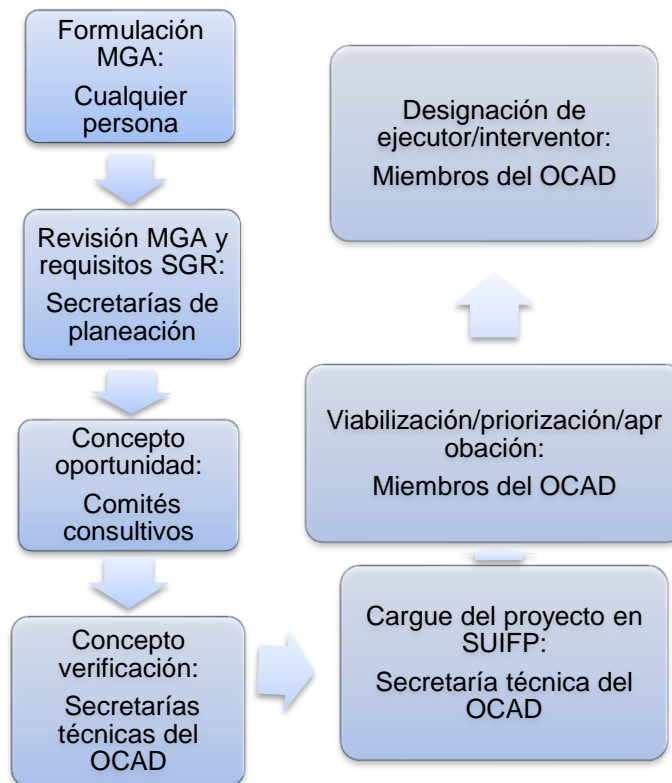 Formulación
MGA:
Cualquier
persona
Revisión MGA y
requisitos SGR:
Secretarías de
planeación
Concepto
oportunidad:
Comités
consultivos
Concepto
verificación:
Secretarías
técnicas del
OCAD
Cargue del proyecto en
SUIFP:
Secretaría técnica del
OCAD
Viabilización/priorización/apr
obación:
Miembros del OCAD
Designación de
ejecutor/interventor:
Miembros del OCAD